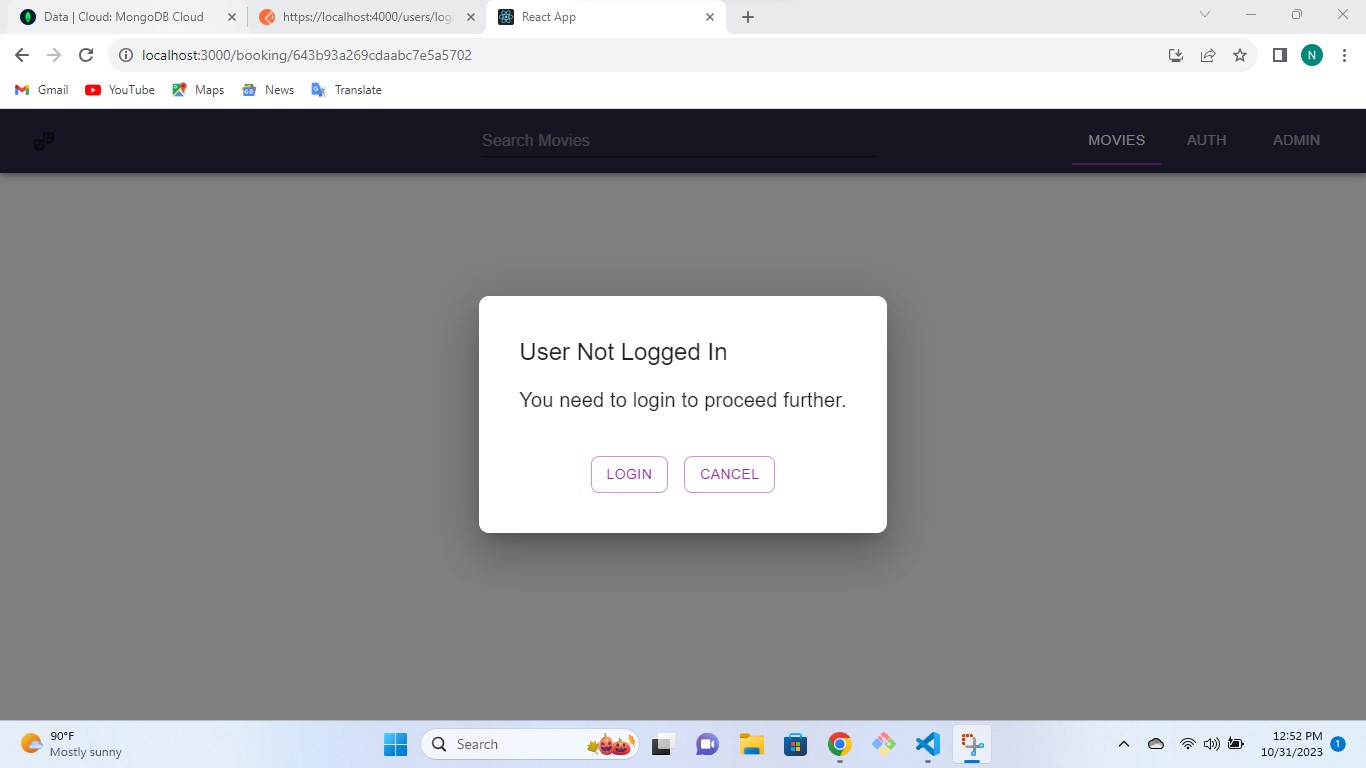 Data | Cloud: MongoDB Cloud
https://localhost:4000/users/log
React App
localhost:3000/booking/643b93a269cdaabc7e5a5702
N
Gmail
YouTube
Maps
News
Translate
Search Movies
MOVIES
AUTH
ADMIN
User Not Logged In
You need to login to proceed further.
LOGIN
CANCEL
90°F
Mostly sunny
Search
12:52 PM
10/31/2023
1